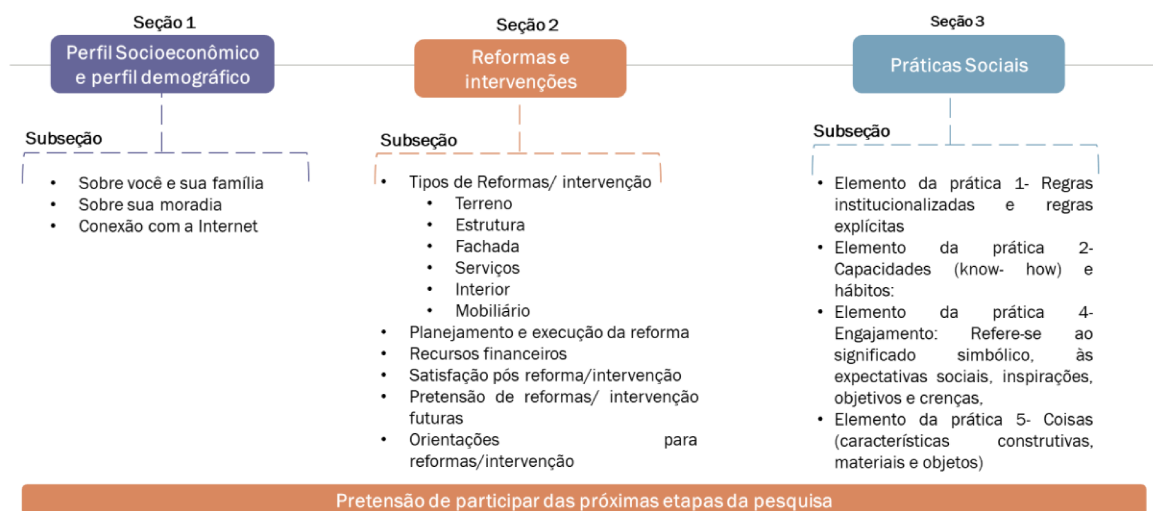 Seção 1
Perfil Socioeconômico
e perfil demográfico
Subseção
• Sobre você e sua família
• Sobre sua moradia
• Conexão com a Internet
Seção 2
Reformas e
intervenções
Subseção
• Tipos de Reformas/ intervenção
• Terreno
• Estrutura
• Fachada
• Serviços
• Interior
• Mobiliário
• Planejamento e execução da reforma
• Recursos financeiros
• Satisfação pós reforma/intervenção
• Pretensão de reformas/ intervenção
futuras
• Orientações para
reformas/intervenção
Seção 3
Práticas Sociais
Subseção
• Elemento da prática 1- Regras
institucionalizadas e regras
explícitas
• Elemento da prática 2-
Capacidades (know- how) e
hábitos:
• Elemento da prática 4-
Engajamento: Refere-se ao
significado simbólico, às
expectativas sociais, inspirações,
objetivos e crenças,
• Elemento da prática 5- Coisas
(características construtivas,
materiais e objetos)
Pretensão de participar das próximas etapas da pesquisa